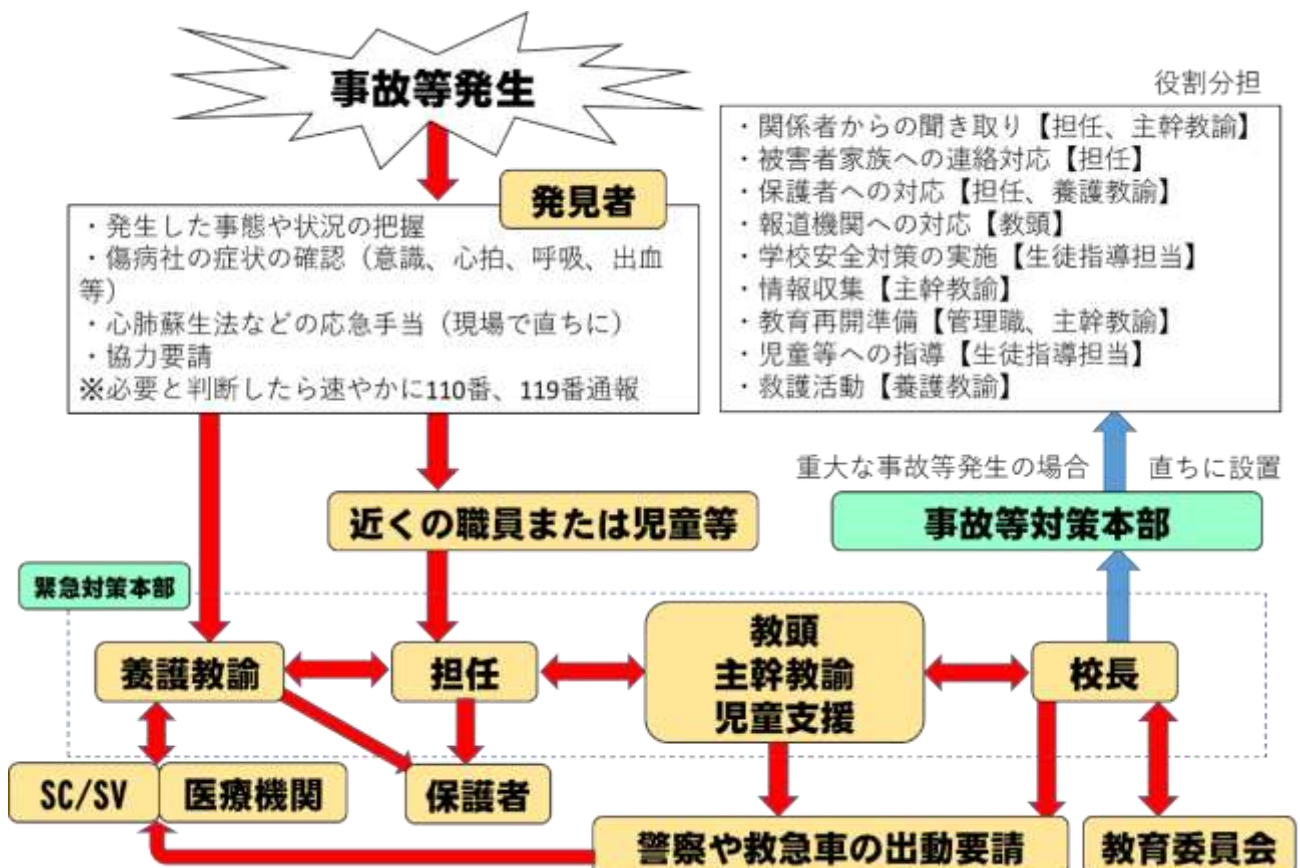 事故等発生
発見者
・発生した事態や状況の把握
・傷病社の症状の確認（意識、心拍、呼吸、出血
等）
・心肺蘇生法などの応急手当（現場で直ちに）
・協力要請
※必要と判断したら速やかに110番、119番通報
役割分担
・関係者からの聞き取り【担任、主幹教諭】
・被害者家族への連絡対応【担任】
・保護者への対応【担任、養護教諭】
・報道機関への対応【教頭】
・学校安全対策の実施【生徒指導担当】
・情報収集【主幹教諭】
・教育再開準備【管理職、主幹教諭】
・児童等への指導【生徒指導担当】
・救護活動【養護教諭】
重大な事故等発生の場合
直ちに設置
近くの職員または児童等
事故等対策本部
緊急対策本部
養護教諭
担任
教頭
主幹教諭
児童支援
校長
SC/SV
医療機関
保護者
警察や救急車の出動要請
教育委員会